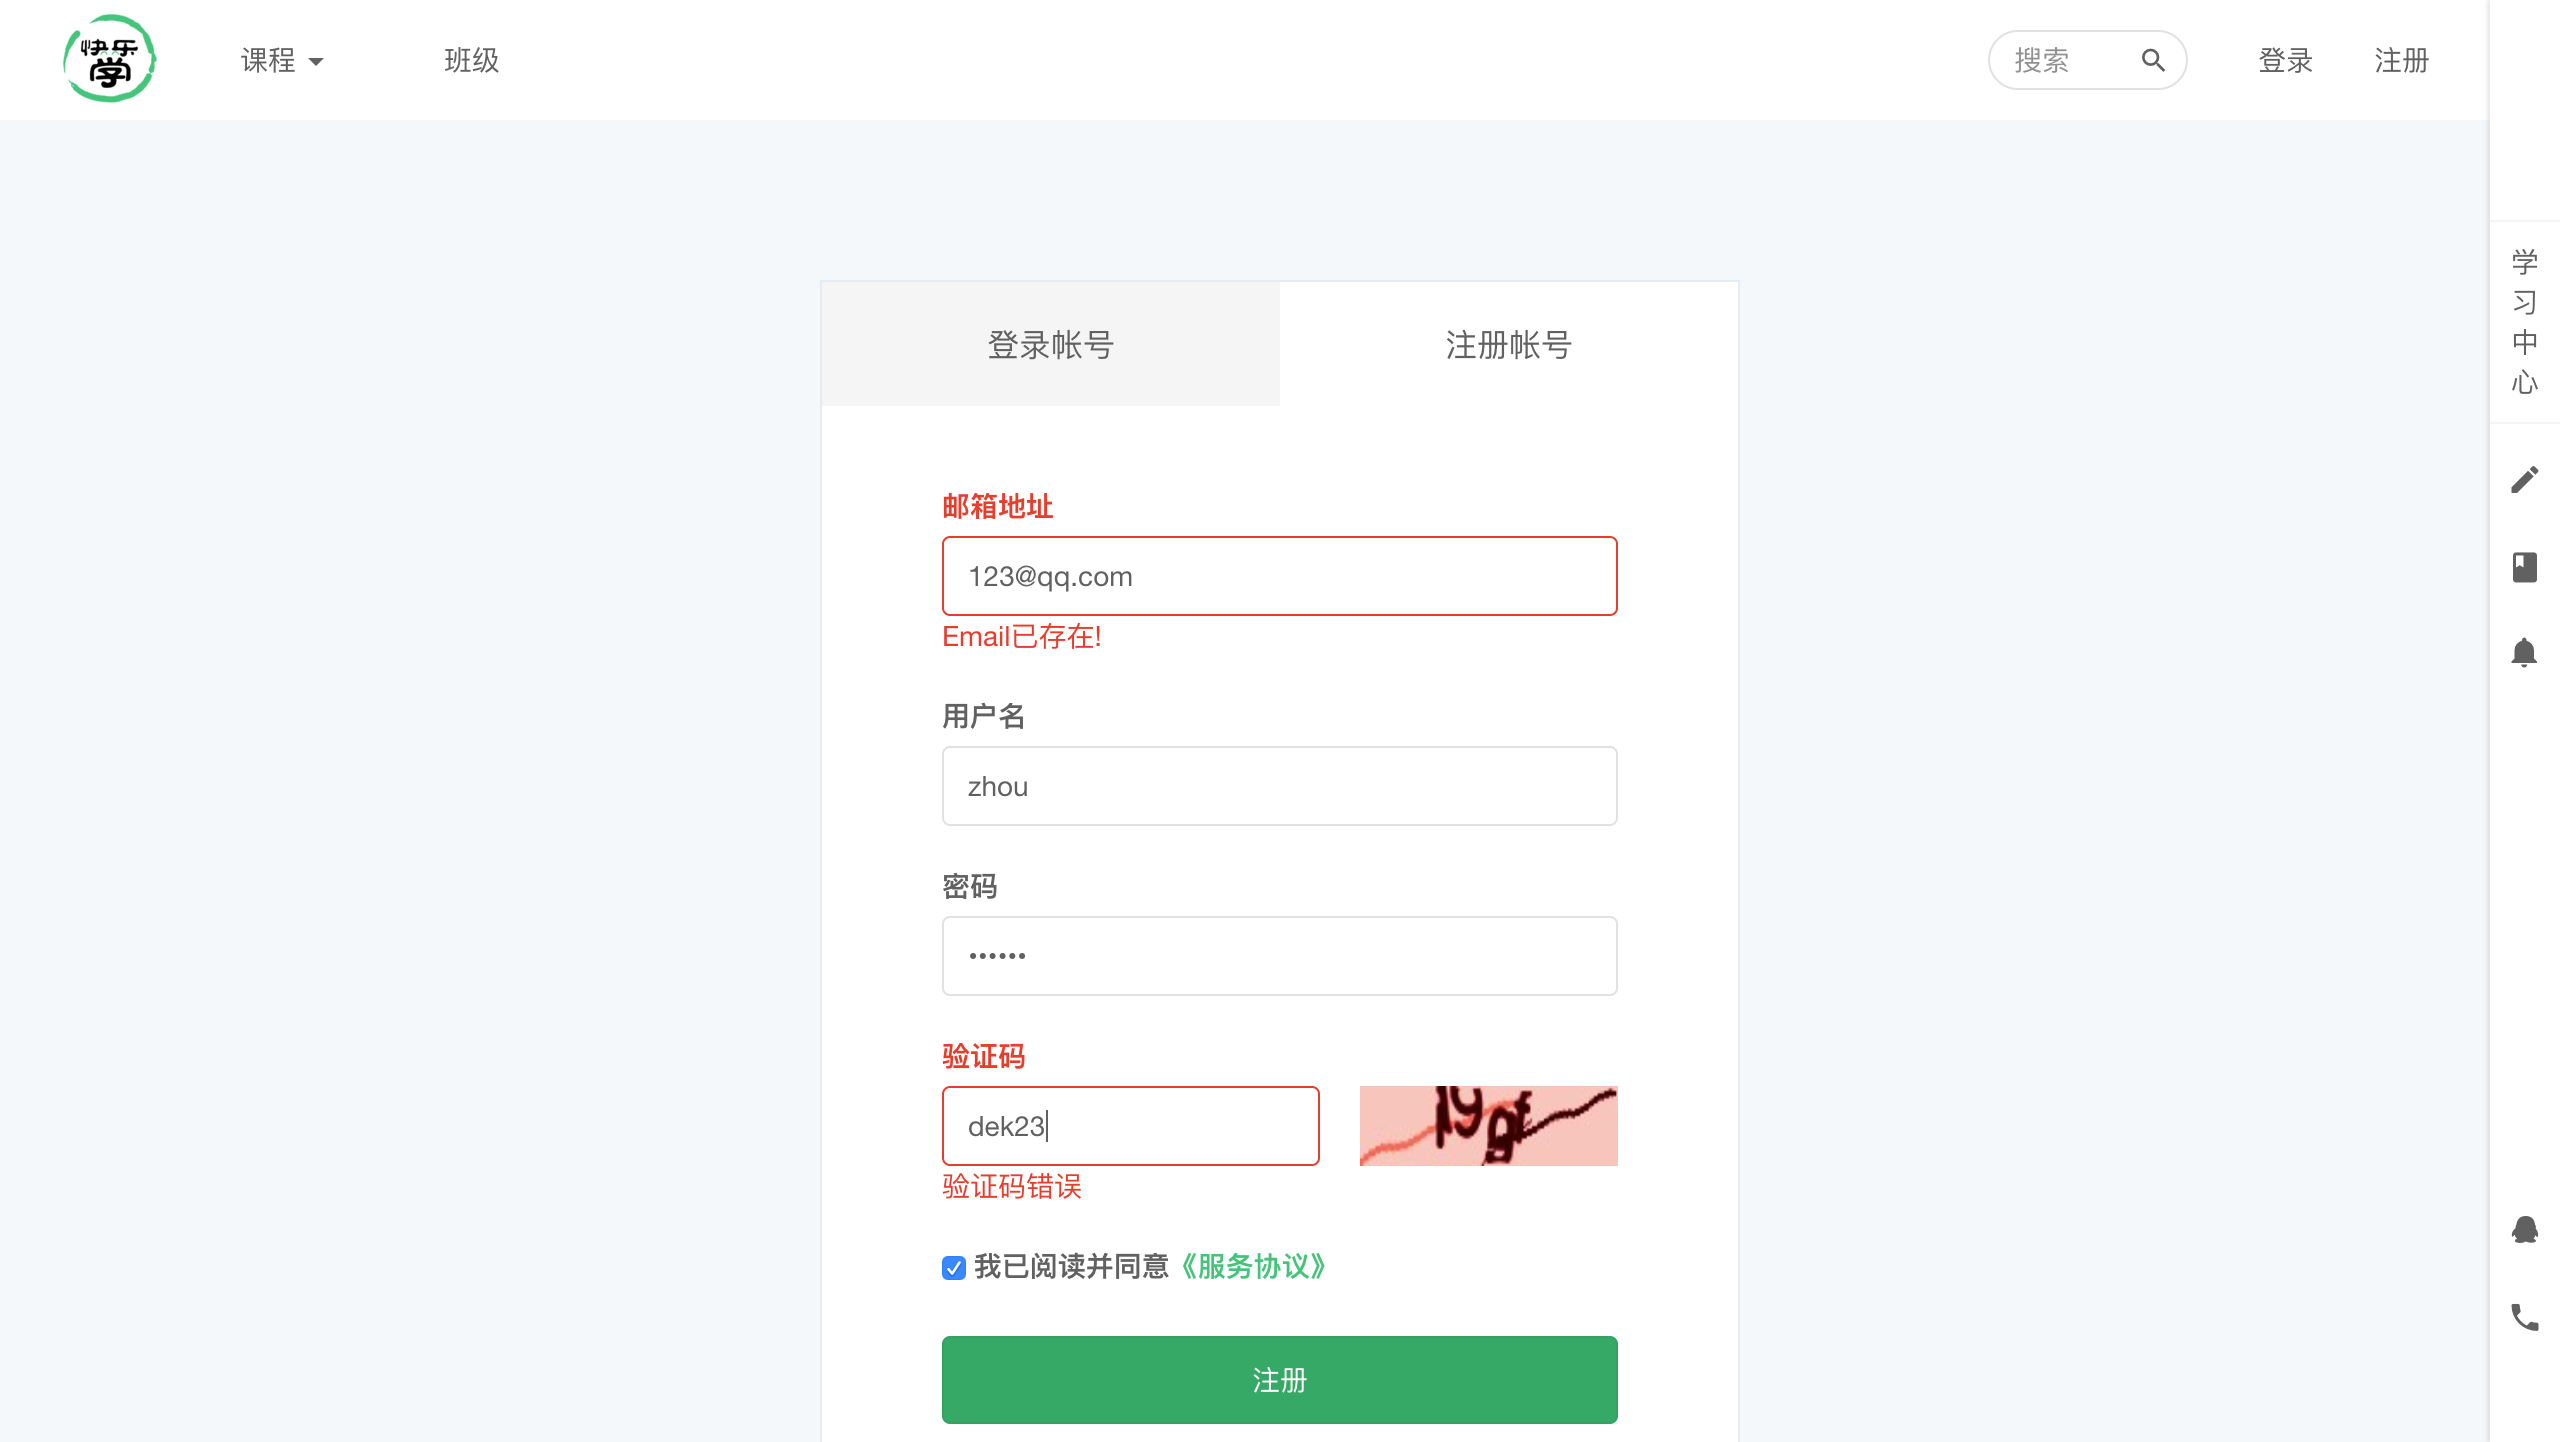 快乐
学
课程
班级
搜索
登录
注册
学
习
中
心
登录帐号
注册帐号
邮箱地址
123@qq.com
Email已存在!
用户名
zhou
密码
••••••
验证码
dek23
验证码错误
我已阅读并同意《服务协议》
注册